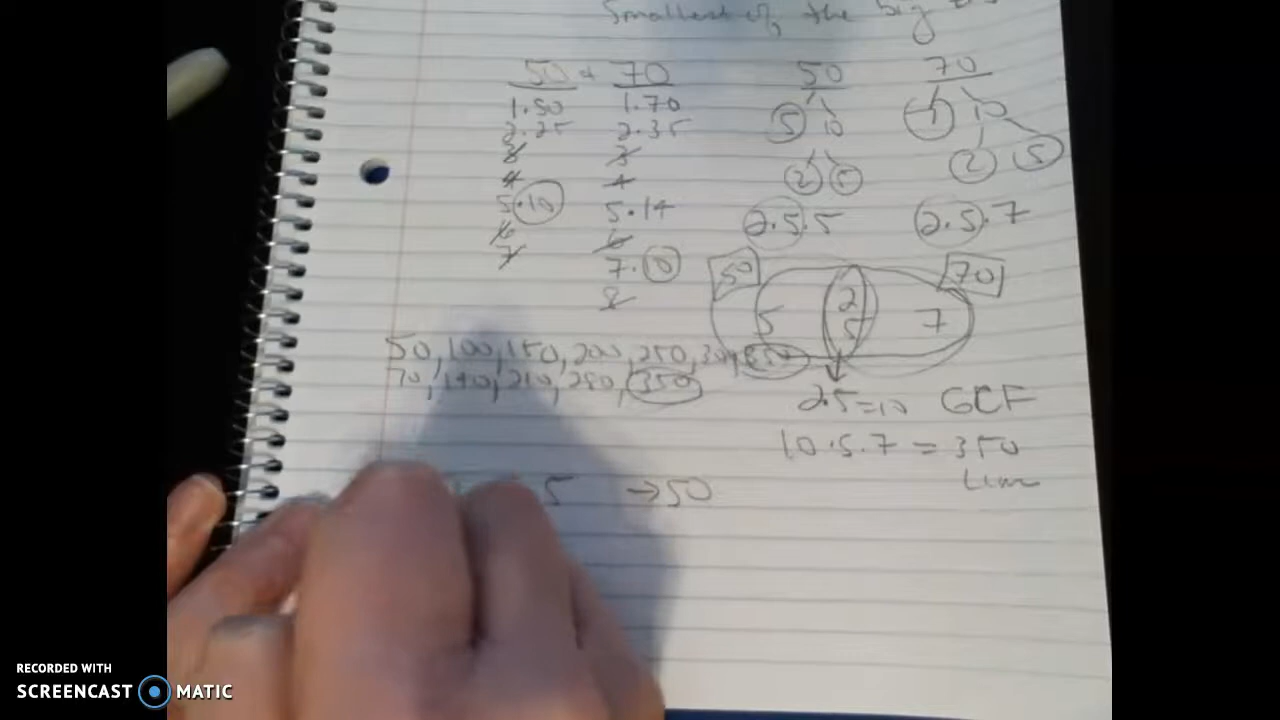 Smallest of the big
50 + 70
1.50 1.70
2.25 2.35
3 3
4 4
5.10 5.14
6 6
7 7.10
8
50 70
5 10 7 10
2 5 2 5
2.5.5 2.5.7
50 70
5 2 5 7
50, 100, 150, 200, 250, 300, 350
70, 140, 210, 280, 350
2.5=10 GCF
10.5.7 = 350
Lcm
5 → 50
RECORDED WITH
SCREENCAST MATIC